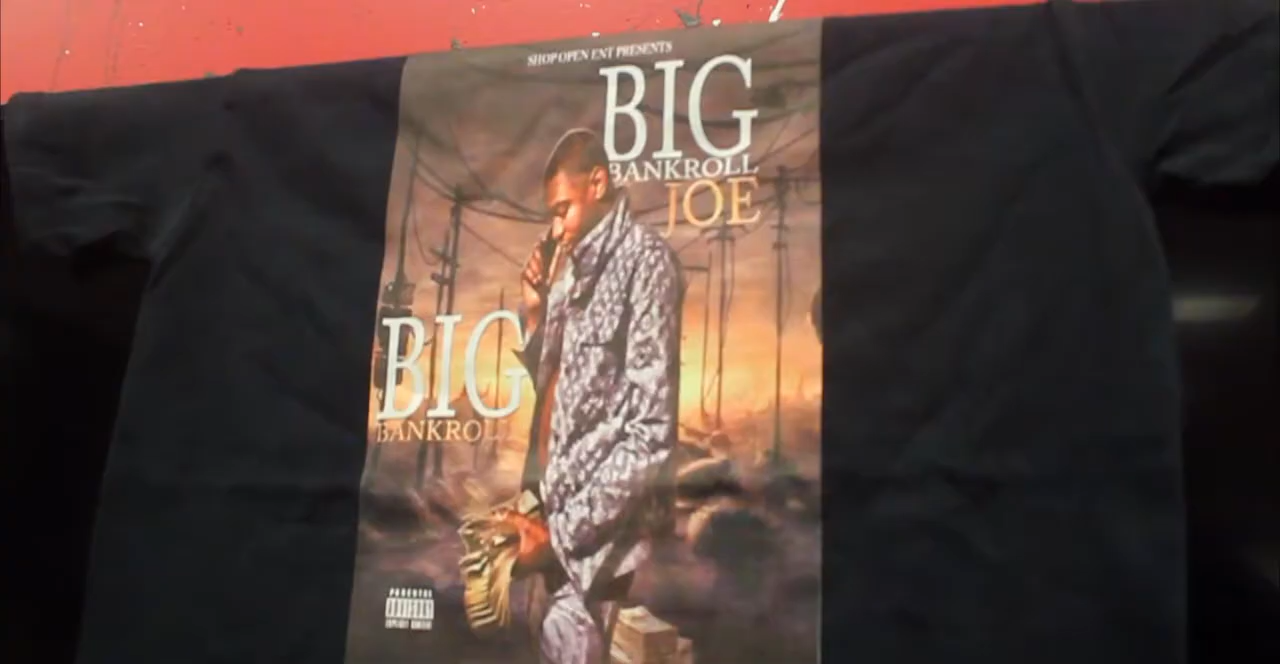 SHOP OPEN ENT PRESENTS
BIG
BANKROLL
JOE
BIG
BANKROLL
PARENTAL
ADVISORY
EXPLICIT CONTENT